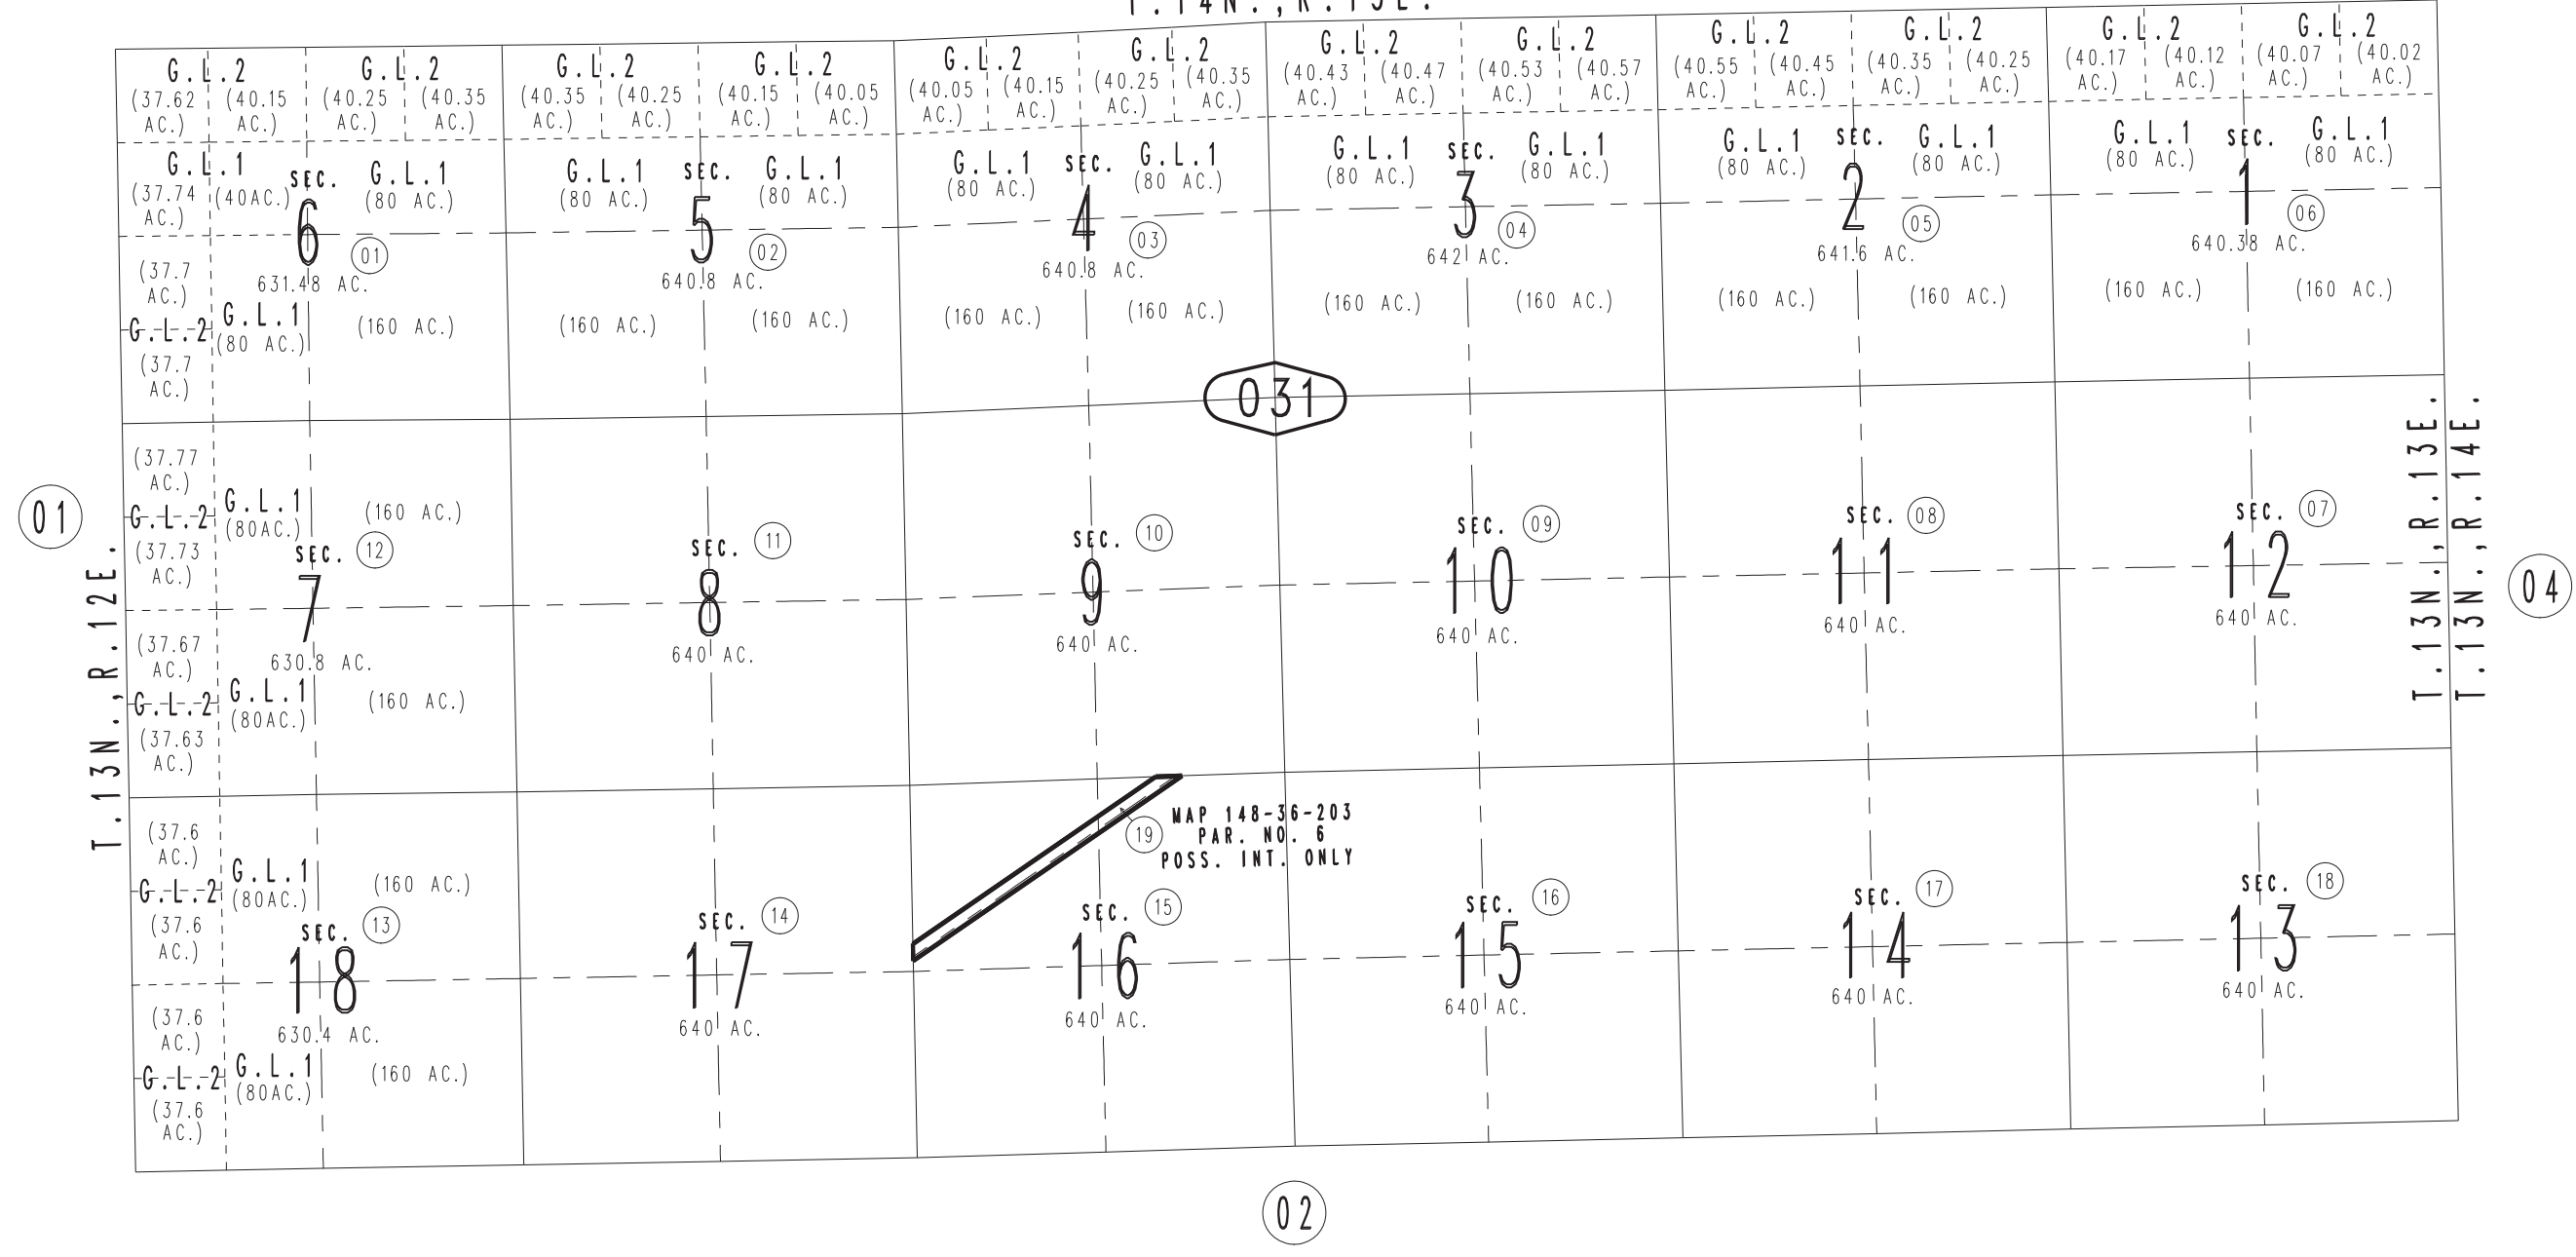 T.14N.,R.13E.
G.L.2 G.L.2 G.L.2 G.L.2 G.L.2 G.L.2 G.L.2 G.L.2 G.L.2 G.L.2 G.L.2 G.L.2
(37.62 AC.) (40.15 AC.) (40.25 AC.) (40.35 AC.) (40.35 AC.) (40.25 AC.) (40.15 AC.) (40.05 AC.) (40.05 AC.) (40.15 AC.) (40.25 AC.) (40.35 AC.) (40.43 AC.) (40.47 AC.) (40.53 AC.) (40.57 AC.) (40.55 AC.) (40.45 AC.) (40.35 AC.) (40.25 AC.) (40.17 AC.) (40.12 AC.) (40.07 AC.) (40.02 AC.)
G.L.1
(37.74 AC.)
(40AC.)
SEC.
6
G.L.1
(80 AC.)
01
631.48 AC.
(37.7 AC.)
G.L.2
(37.7 AC.)
G.L.1
(80 AC.)
(160 AC.)
G.L.1
(80 AC.)
SEC.
5
G.L.1
(80 AC.)
02
640.8 AC.
(160 AC.) (160 AC.)
G.L.1
(80 AC.)
SEC.
4
G.L.1
(80 AC.)
03
640.8 AC.
(160 AC.) (160 AC.)
G.L.1
(80 AC.)
SEC.
3
G.L.1
(80 AC.)
04
642 AC.
(160 AC.) (160 AC.)
G.L.1
(80 AC.)
SEC.
2
G.L.1
(80 AC.)
05
641.6 AC.
(160 AC.) (160 AC.)
G.L.1
(80 AC.)
SEC.
1
G.L.1
(80 AC.)
06
640.38 AC.
(160 AC.) (160 AC.)
031
01
T.13N.,R.12E.
(37.77 AC.)
G.L.2
(37.73 AC.)
G.L.1
(80AC.)
(160 AC.)
SEC.
7
12
630.8 AC.
(37.67 AC.)
G.L.2
(37.63 AC.)
G.L.1
(80AC.)
(160 AC.)
SEC.
8
11
640 AC.
SEC.
9
10
640 AC.
SEC.
10
09
640 AC.
SEC.
11
08
640 AC.
SEC.
12
07
640 AC.
T.13N.,R.13E.
T.13N.,R.14E.
04
(37.6 AC.)
G.L.2
(37.6 AC.)
G.L.1
(80AC.)
(160 AC.)
SEC.
18
13
630.4 AC.
(37.6 AC.)
G.L.2
(37.6 AC.)
G.L.1
(80AC.)
(160 AC.)
SEC.
17
14
640 AC.
19
MAP 148-36-203
PAR. NO. 6
POSS. INT. ONLY
SEC.
16
15
640 AC.
SEC.
15
16
640 AC.
SEC.
14
17
640 AC.
SEC.
13
18
640 AC.
02